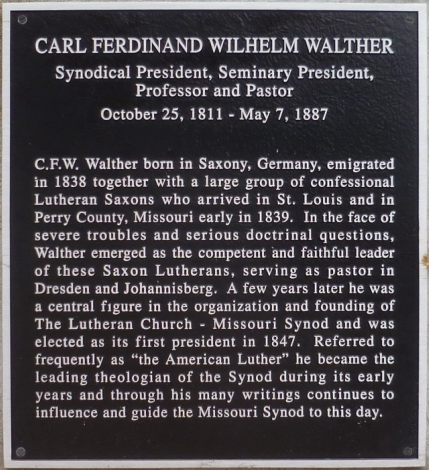 CARL FERDINAND WILHELM WALTHER
Synodical President, Seminary President,
Professor and Pastor
October 25, 1811 - May 7, 1887
C.F.W. Walther born in Saxony, Germany, emigrated
in 1838 together with a large group of confessional
Lutheran Saxons who arrived in St. Louis and in
Perry County, Missouri early in 1839. In the face of
severe troubles and serious doctrinal questions,
Walther emerged as the competent and faithful leader
of these Saxon Lutherans, serving as pastor in
Dresden and Johannisberg. A few years later he was
a central figure in the organization and founding of
The Lutheran Church - Missouri Synod and was
elected as its first president in 1847. Referred to
frequently as “the American Luther” he became the
leading theologian of the Synod during its early
years and through his many writings continues to
influence and guide the Missouri Synod to this day.